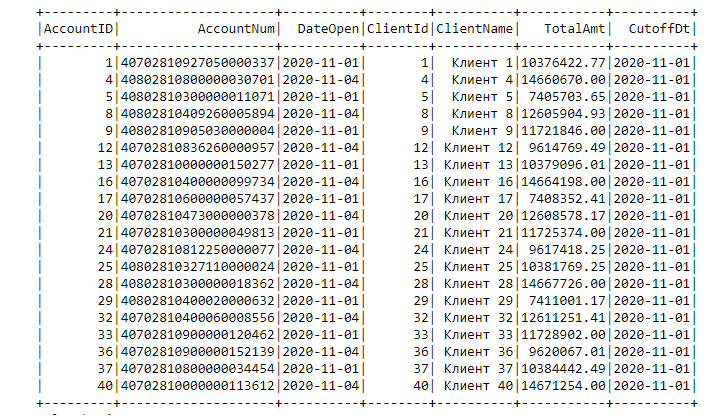 +---------+--------------------+----------+--------+----------+-----------+----------+
|AccountID|          AccountNum|  DateOpen|ClientId|ClientName|   TotalAmt|  CutoffDt|
+---------+--------------------+----------+--------+----------+-----------+----------+
|        1|40702810927050000337|2020-11-01|       1|  Клиент 1|10376422.77|2020-11-01|
|        4|40802810800000030701|2020-11-04|       4|  Клиент 4|14660670.00|2020-11-01|
|        5|40802810300000011071|2020-11-01|       5|  Клиент 5| 7405703.65|2020-11-01|
|        8|40802810409260005894|2020-11-04|       8|  Клиент 8|12605904.93|2020-11-01|
|        9|40802810905030000004|2020-11-01|       9|  Клиент 9|11721846.00|2020-11-01|
|       12|40702810836260000957|2020-11-04|      12| Клиент 12| 9614769.49|2020-11-01|
|       13|40702810000000150277|2020-11-01|      13| Клиент 13|10379096.01|2020-11-01|
|       16|40702810400000099734|2020-11-04|      16| Клиент 16|14664198.00|2020-11-01|
|       17|40702810600000057437|2020-11-01|      17| Клиент 17| 7408352.41|2020-11-01|
|       20|40702810473000000378|2020-11-04|      20| Клиент 20|12608578.17|2020-11-01|
|       21|40702810300000049813|2020-11-01|      21| Клиент 21|11725374.00|2020-11-01|
|       24|40702810812250000077|2020-11-04|      24| Клиент 24| 9617418.25|2020-11-01|
|       25|40802810327110000024|2020-11-01|      25| Клиент 25|10381769.25|2020-11-01|
|       28|40802810300000018362|2020-11-04|      28| Клиент 28|14667726.00|2020-11-01|
|       29|40802810400020000632|2020-11-01|      29| Клиент 29| 7411001.17|2020-11-01|
|       32|40702810400060008556|2020-11-04|      32| Клиент 32|12611251.41|2020-11-01|
|       33|40702810900000120462|2020-11-01|      33| Клиент 33|11728902.00|2020-11-01|
|       36|40702810900000152139|2020-11-04|      36| Клиент 36| 9620067.01|2020-11-01|
|       37|40702810800000034454|2020-11-01|      37| Клиент 37|10384442.49|2020-11-01|
|       40|40702810000000113612|2020-11-04|      40| Клиент 40|14671254.00|2020-11-01|
+---------+--------------------+----------+--------+----------+-----------+----------+